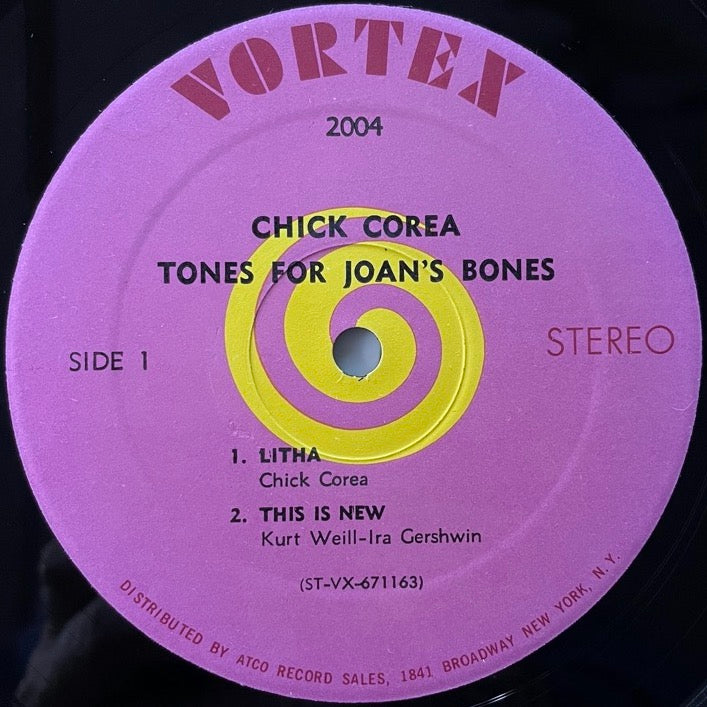 VORTEX
2004
CHICK COREA
TONES FOR JOAN'S BONES
SIDE 1
STEREO
1. LITHA
Chick Corea
2. THIS IS NEW
Kurt Weill-Ira Gershwin
(ST-VX-671163)
DISTRIBUTED BY ATCO RECORD SALES, 1841 BROADWAY NEW YORK, N. Y.